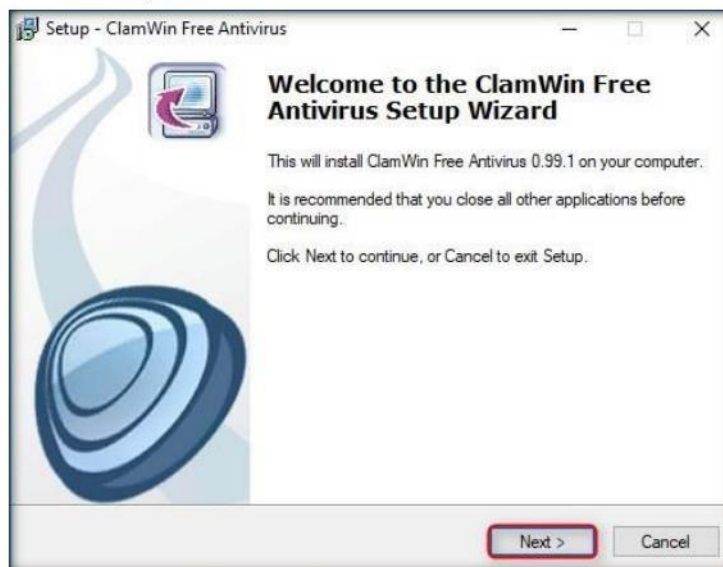 Setup - ClamWin Free Antivirus
Welcome to the ClamWin Free
Antivirus Setup Wizard
This will install ClamWin Free Antivirus 0.99.1 on your computer.
It is recommended that you close all other applications before
continuing.
Click Next to continue, or Cancel to exit Setup.
Next >
Cancel